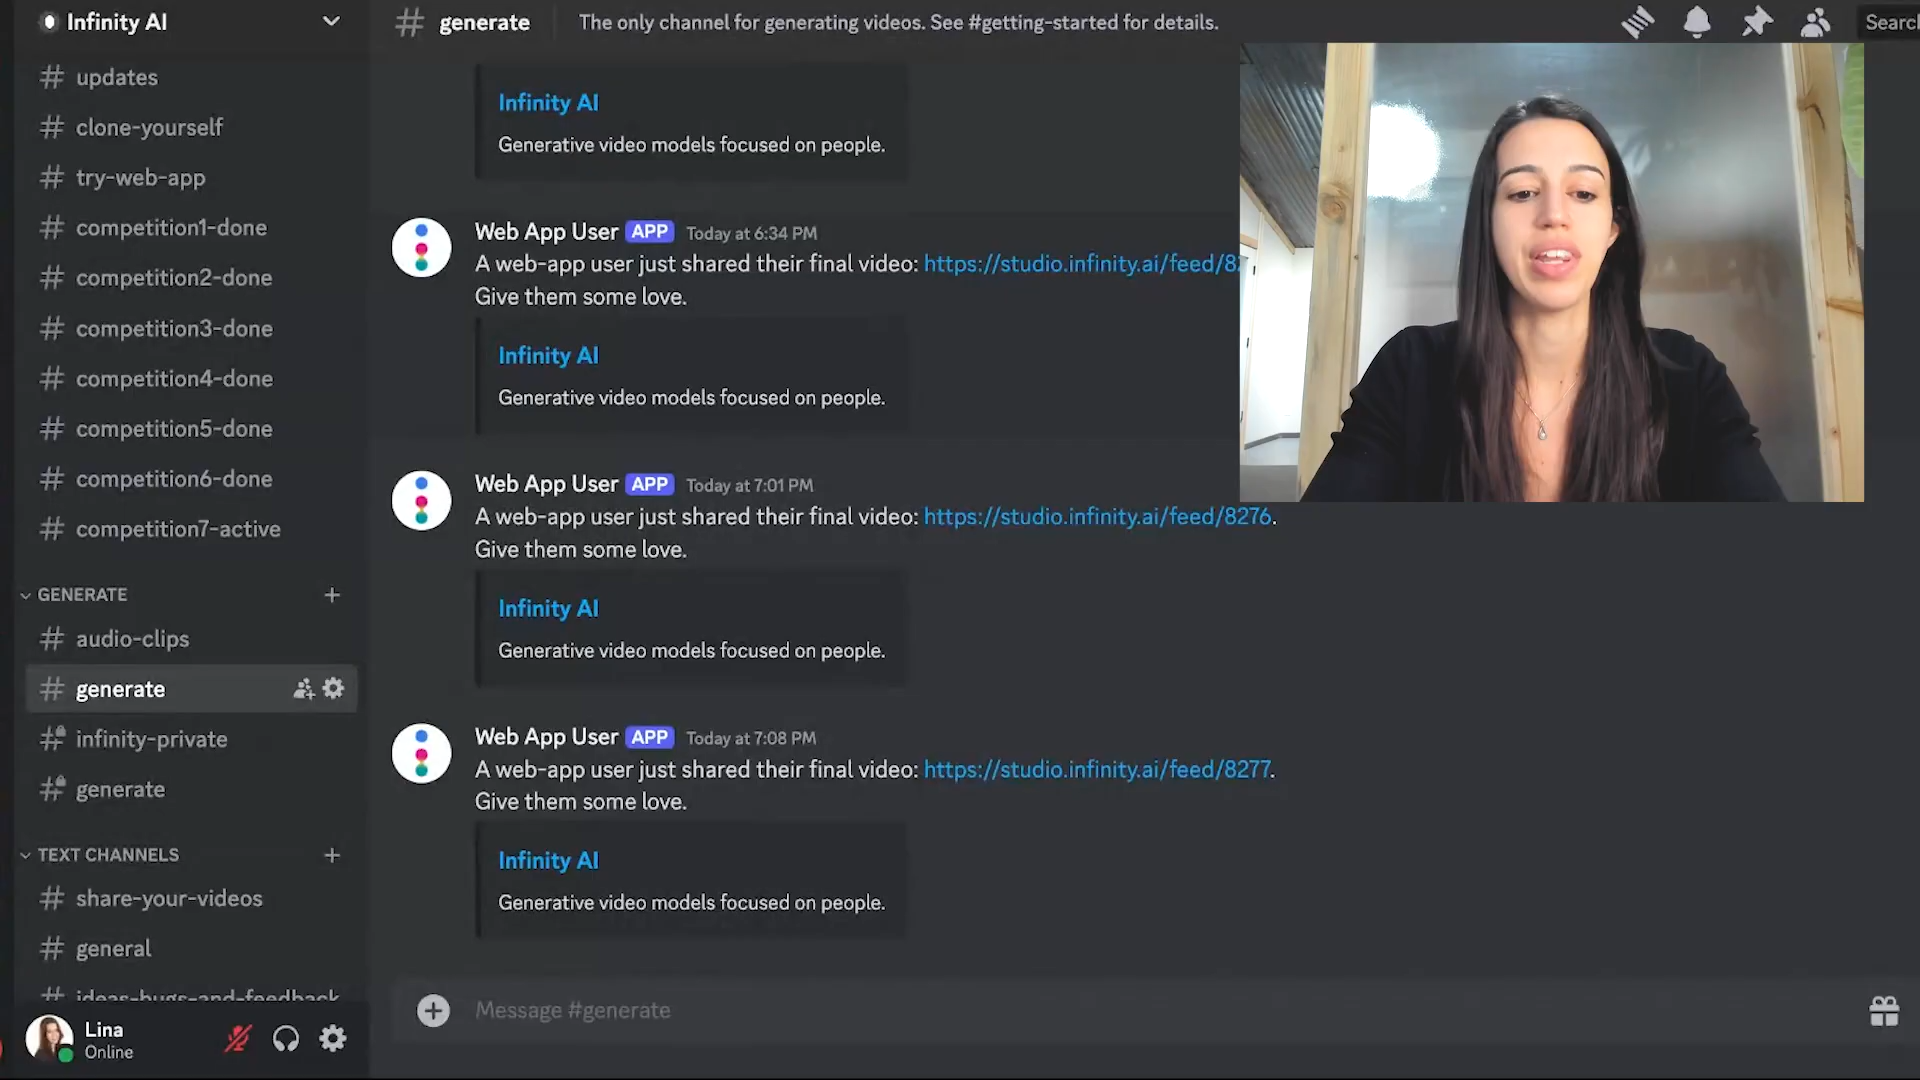 Infinity AI
updates
clone-yourself
try-web-app
competition1-done
competition2-done
competition3-done
competition4-done
competition5-done
competition6-done
competition7-active
GENERATE
audio-clips
generate
infinity-private
generate
TEXT CHANNELS
share-your-videos
general
ideas-bugs-and-feedback
Lina
Online
generate
The only channel for generating videos. See #getting-started for details.
Search
Infinity AI
Generative video models focused on people.
Web App User APP Today at 6:34 PM
A web-app user just shared their final video: https://studio.infinity.ai/feed/8
Give them some love.
Infinity AI
Generative video models focused on people.
Web App User APP Today at 7:01 PM
A web-app user just shared their final video: https://studio.infinity.ai/feed/8276.
Give them some love.
Infinity AI
Generative video models focused on people.
Web App User APP Today at 7:08 PM
A web-app user just shared their final video: https://studio.infinity.ai/feed/8277.
Give them some love.
Infinity AI
Generative video models focused on people.
Message #generate